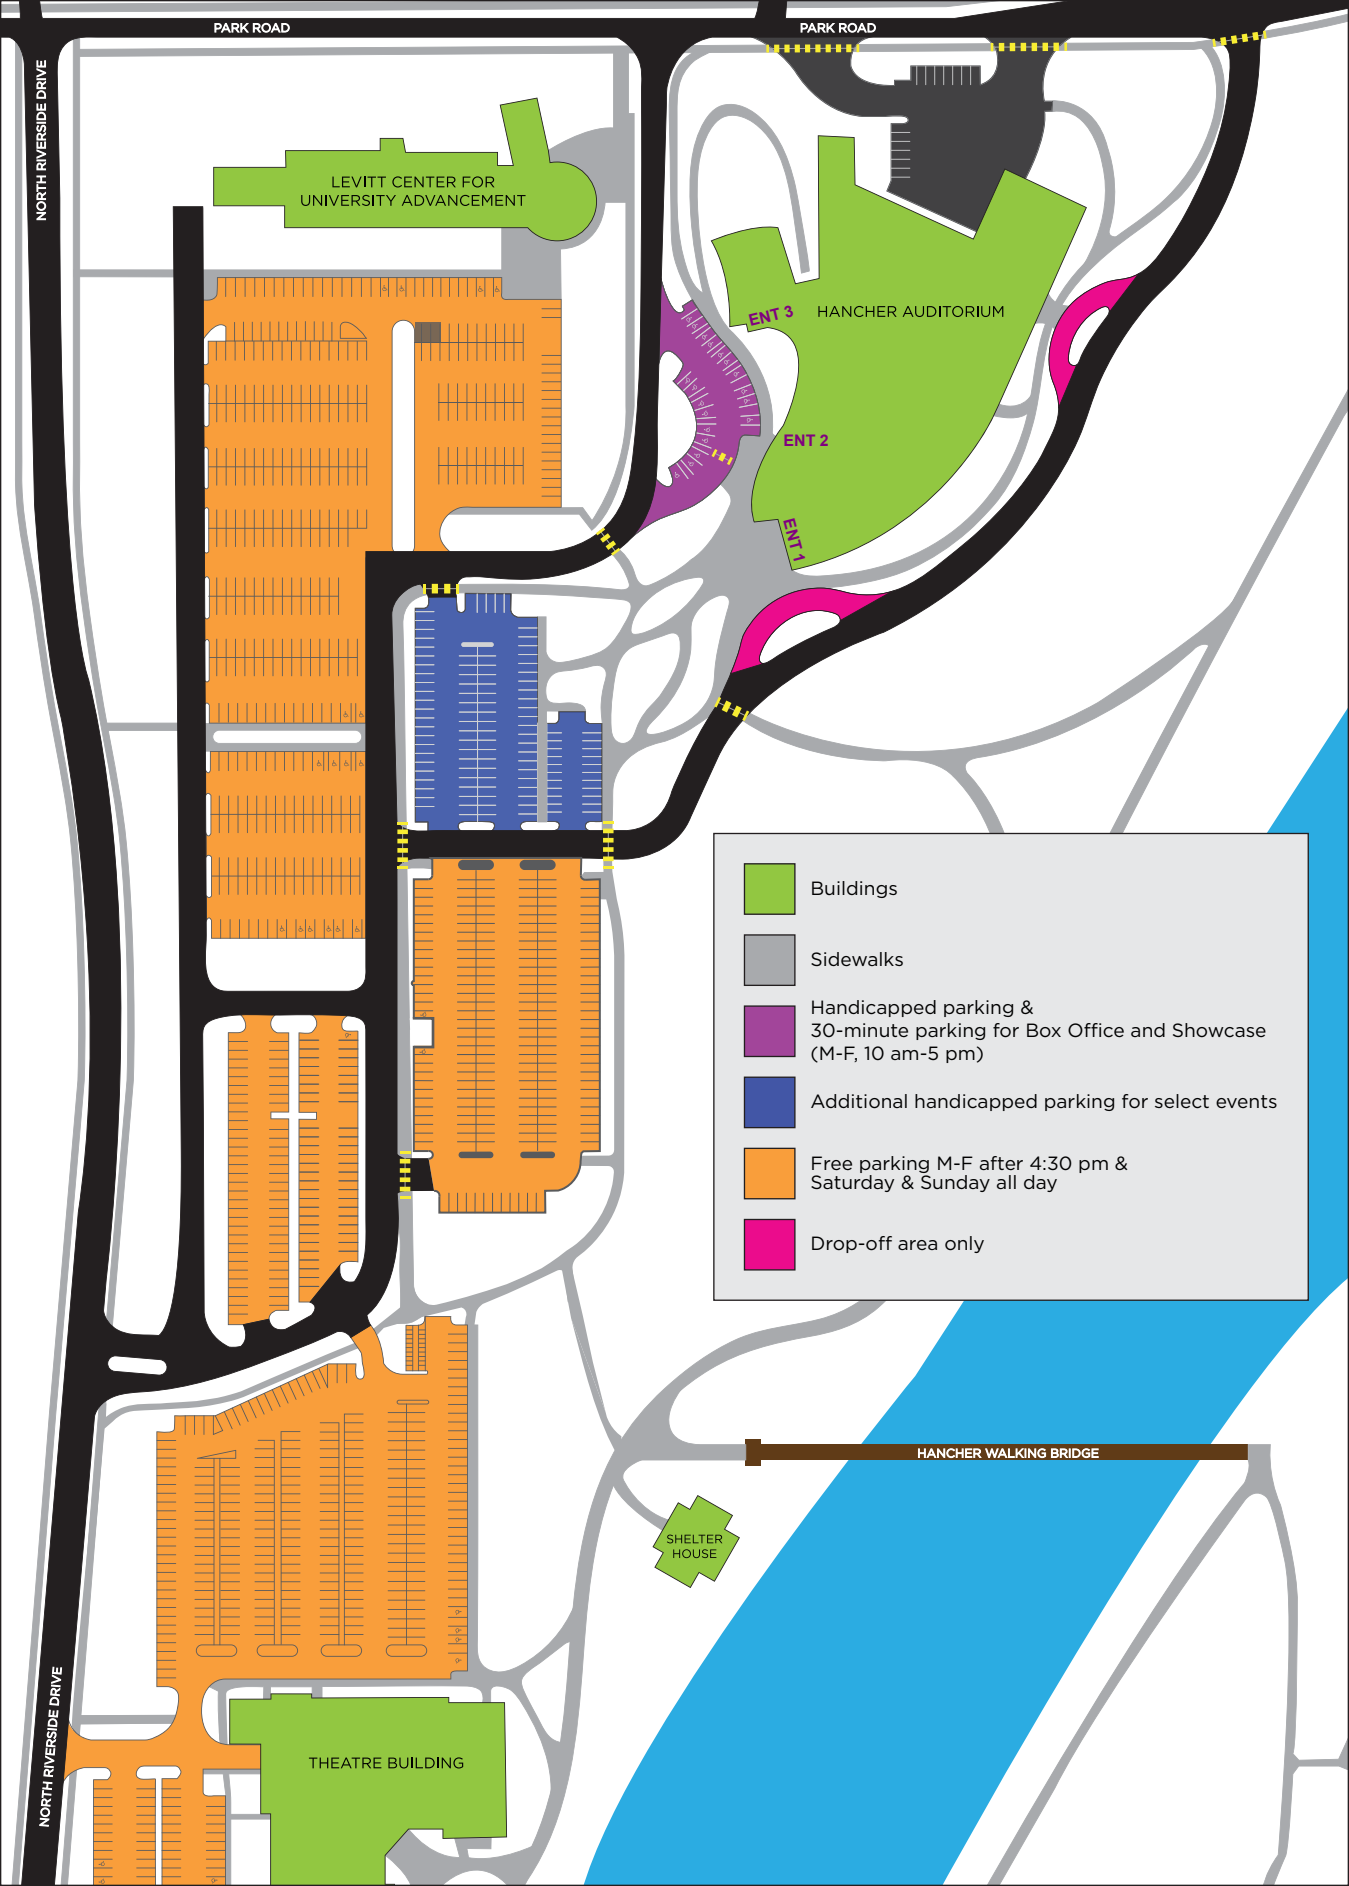 PARK ROAD
PARK ROAD
NORTH RIVERSIDE DRIVE
LEVITT CENTER FOR
UNIVERSITY ADVANCEMENT
ENT 3
HANCHER AUDITORIUM
ENT 2
ENT 1
Buildings
Sidewalks
Handicapped parking &
30-minute parking for Box Office and Showcase
(M-F, 10 am-5 pm)
Additional handicapped parking for select events
Free parking M-F after 4:30 pm &
Saturday & Sunday all day
Drop-off area only
HANCHER WALKING BRIDGE
SHELTER
HOUSE
NORTH RIVERSIDE DRIVE
THEATRE BUILDING